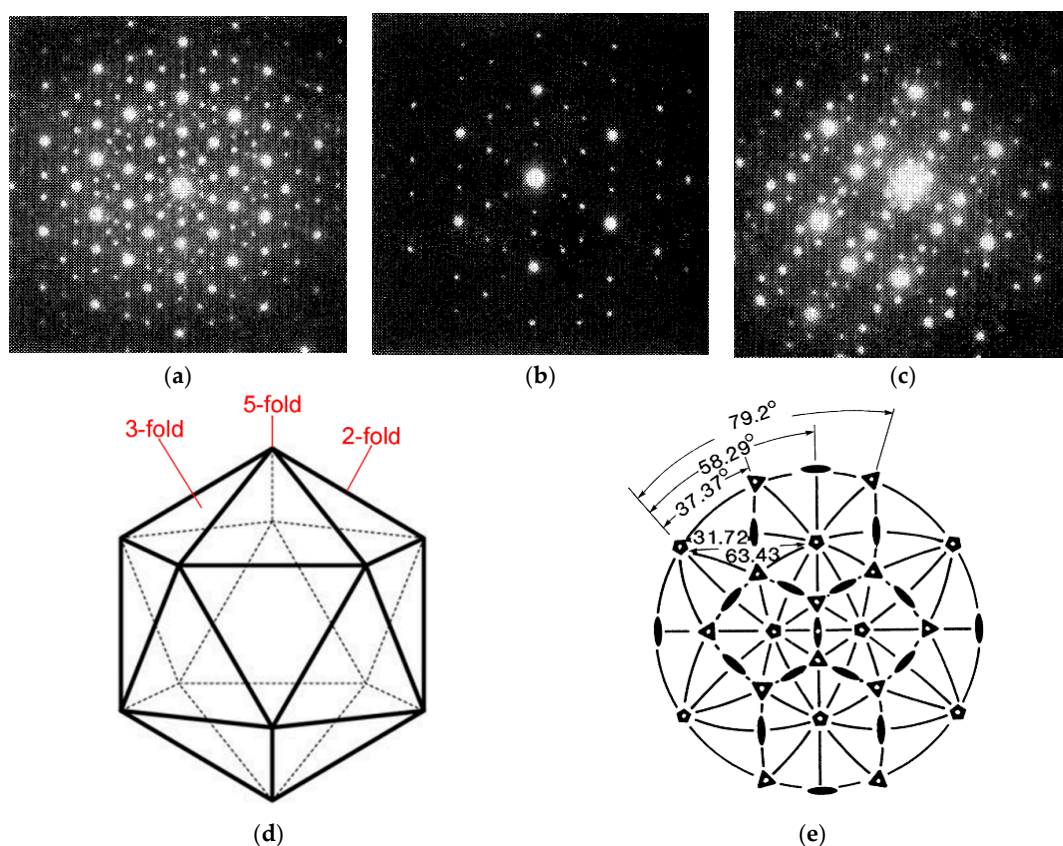 (a)
(b)
(c)
5-fold
3-fold
2-fold
79.2°
58.29°
37.37°
31.72
63.43
(d)
(e)